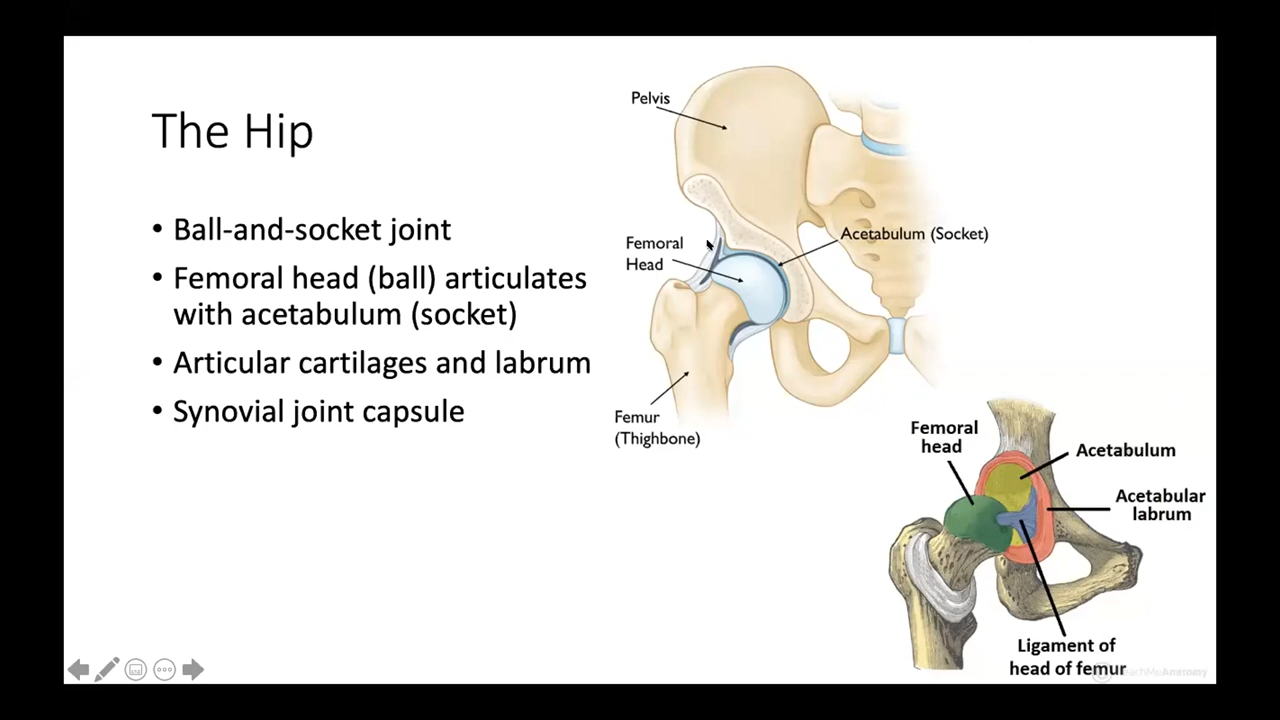 The Hip
• Ball-and-socket joint
• Femoral head (ball) articulates
with acetabulum (socket)
• Articular cartilages and labrum
• Synovial joint capsule
Pelvis
Femoral
Head
Acetabulum (Socket)
Femur
(Thighbone)
Femoral
head
Acetabulum
Acetabular
labrum
Ligament of
head of femur